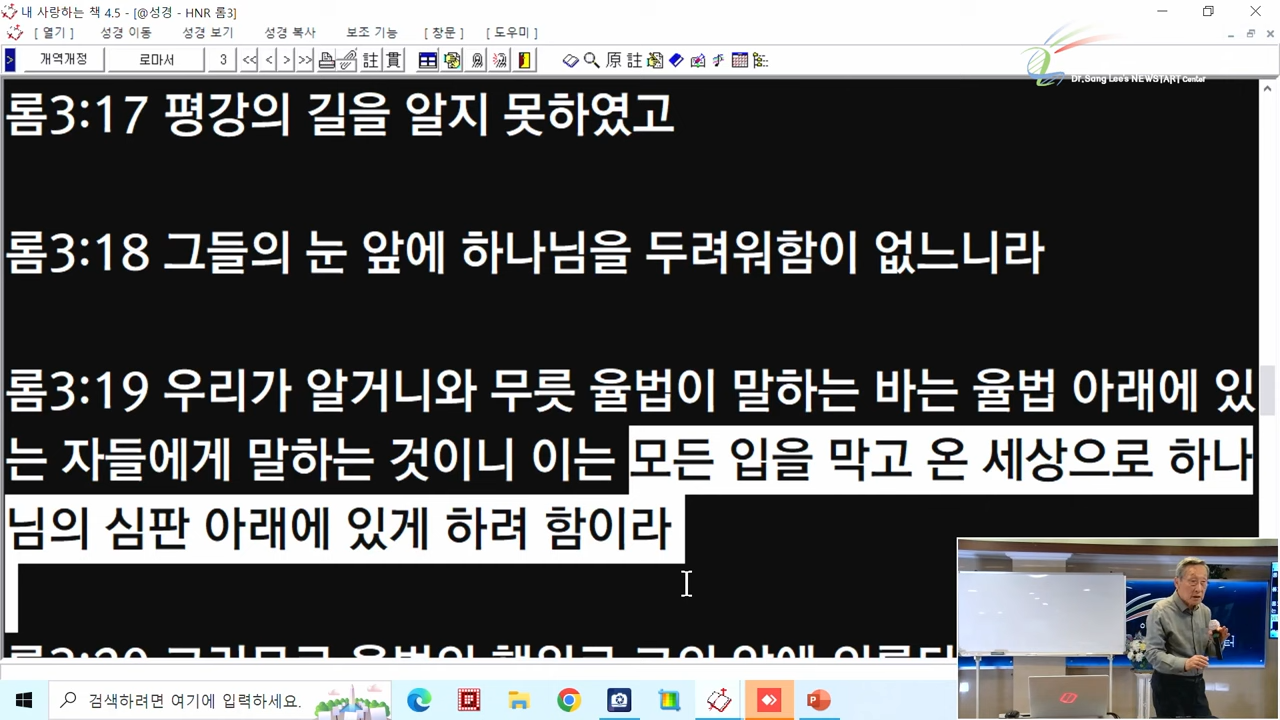 내 사랑하는 책 4.5 - [@성경 - HNR 롬3]
[ 열기 ] 성경 이동 성경 보기 성경 복사 보조 기능 [ 창문 ] [ 도우미 ]
> 개역개정 로마서 3 << < > >> 註 貫 原 註
Dr.Sang Lee's NEWSTART Center
롬3:17 평강의 길을 알지 못하였고
롬3:18 그들의 눈 앞에 하나님을 두려워함이 없느니라
롬3:19 우리가 알거니와 무릇 율법이 말하는 바는 율법 아래에 있
는 자들에게 말하는 것이니 이는 모든 입을 막고 온 세상으로 하나
님의 심판 아래에 있게 하려 함이라
검색하려면 여기에 입력하세요.